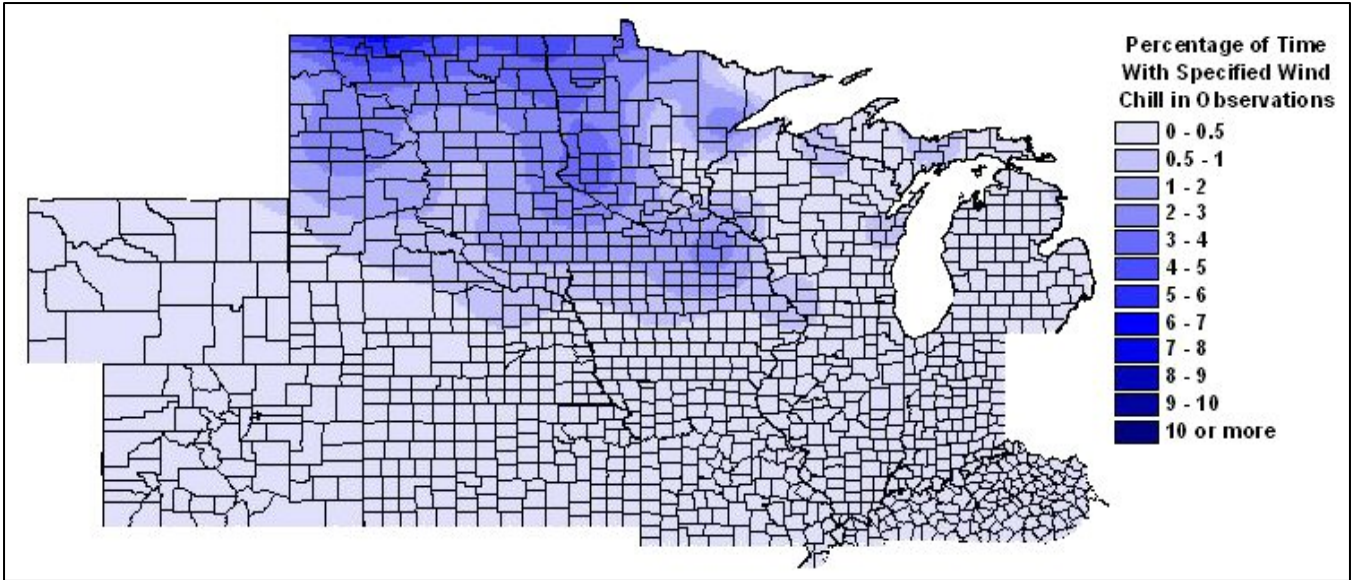 Percentage of Time
With Specified Wind
Chill in Observations
0 - 0.5
0.5 - 1
1 - 2
2 - 3
3 - 4
4 - 5
5 - 6
6 - 7
7 - 8
8 - 9
9 - 10
10 or more